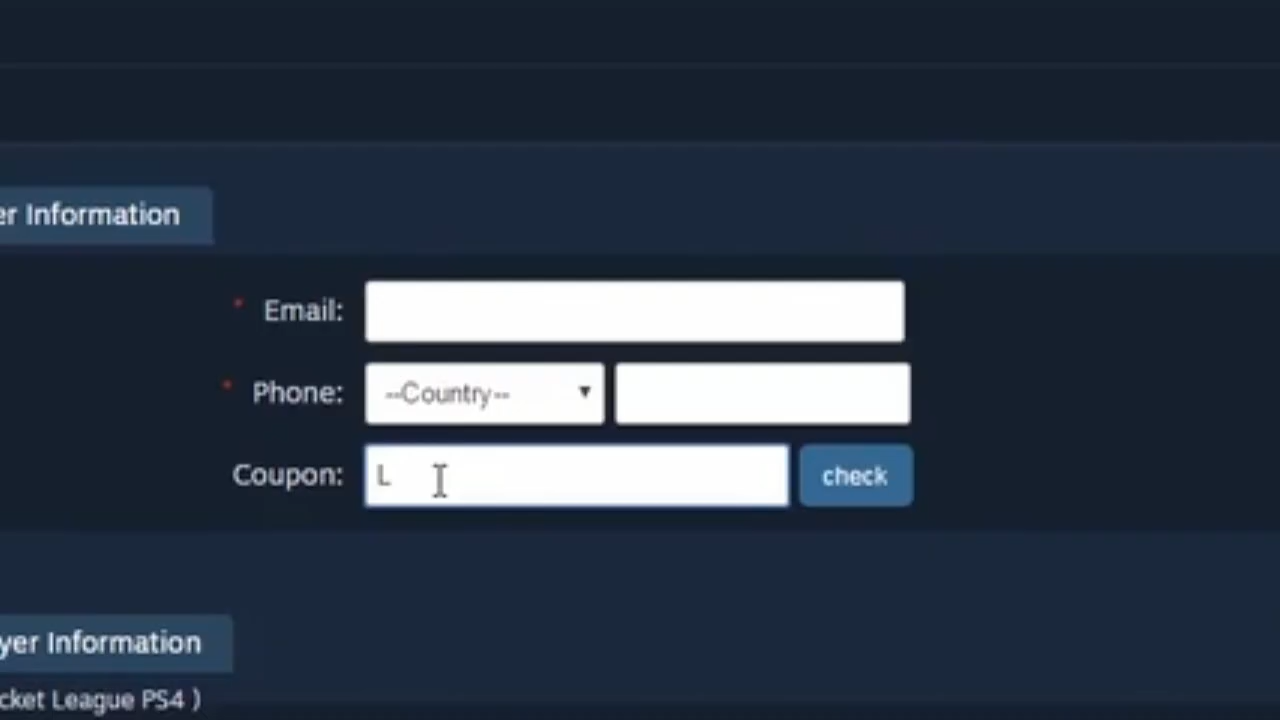 er Information
* Email:
* Phone: --Country--
Coupon: L check
yer Information
cket League PS4 )